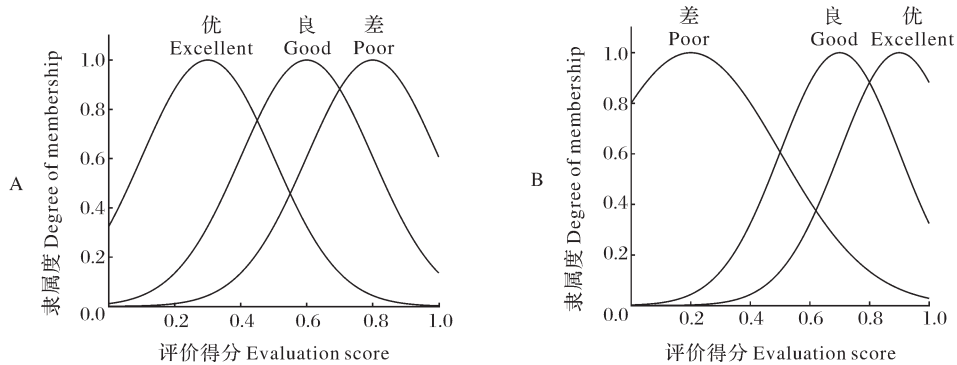 A
优 良 差
Excellent Good Poor
隶属度 Degree of membership
1.0
0.8
0.6
0.4
0.2
0.0 0.2 0.4 0.6 0.8 1.0
评价得分 Evaluation score
B
差 良 优
Poor Good Excellent
隶属度 Degree of membership
1.0
0.8
0.6
0.4
0.2
0.0 0.2 0.4 0.6 0.8 1.0
评价得分 Evaluation score